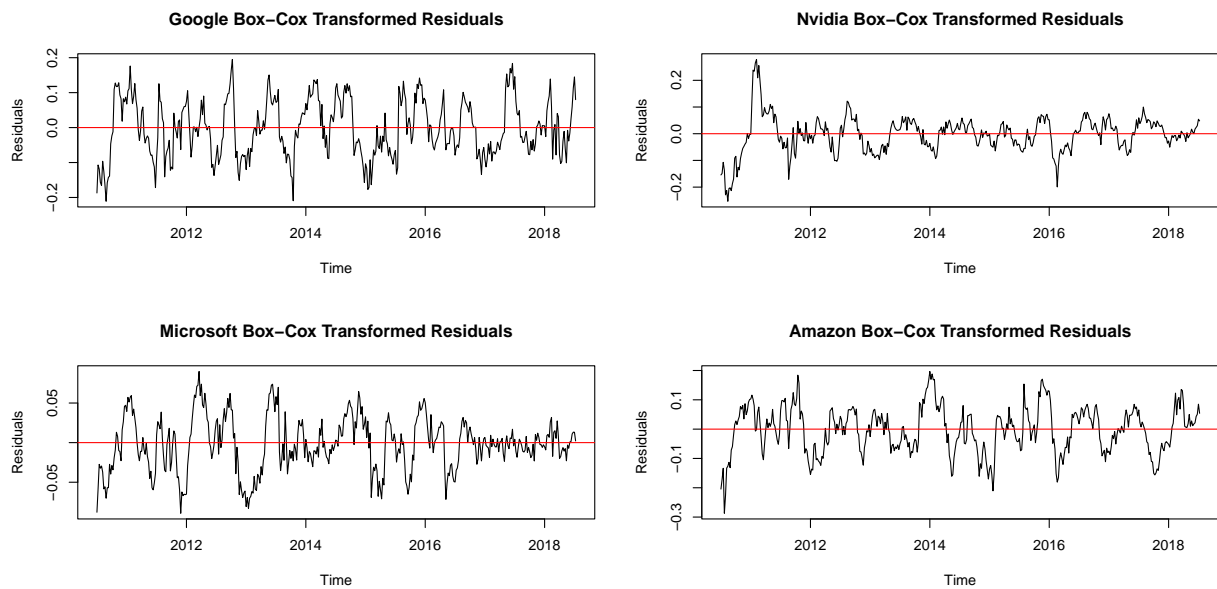 Google Box−Cox Transformed Residuals
Residuals
0.2
0.0
−0.2
2012
2014
2016
2018
Time
Nvidia Box−Cox Transformed Residuals
Residuals
0.2
0.0
−0.2
2012
2014
2016
2018
Time
Microsoft Box−Cox Transformed Residuals
Residuals
0.05
−0.05
2012
2014
2016
2018
Time
Amazon Box−Cox Transformed Residuals
Residuals
0.1
−0.1
−0.3
2012
2014
2016
2018
Time